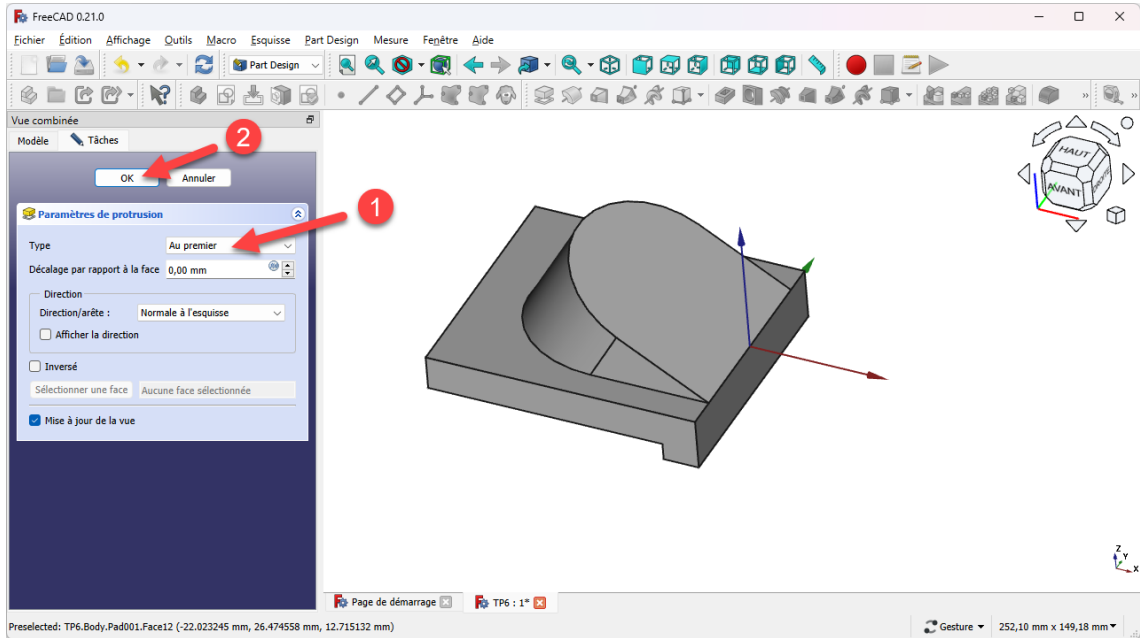 FreeCAD 0.21.0
Fichier Édition Affichage Outils Macro Esquisse Part Design Mesure Fenêtre Aide
Part Design
Vue combinée
Modèle Tâches
2
OK Annuler
Paramètres de protrusion
1
Type Au premier
Décalage par rapport à la face 0,00 mm
Direction
Direction/arête : Normale à l'esquisse
Afficher la direction
Inversé
Sélectionner une face Aucune face sélectionnée
Mise à jour de la vue
HAUT
AVANT
DROITE
Z
Y
X
Page de démarrage TP6 : 1*
Preselected: TP6.Body.Pad001.Face12 (-22.023245 mm, 26.474558 mm, 12.715132 mm) Gesture 252,10 mm x 149,18 mm